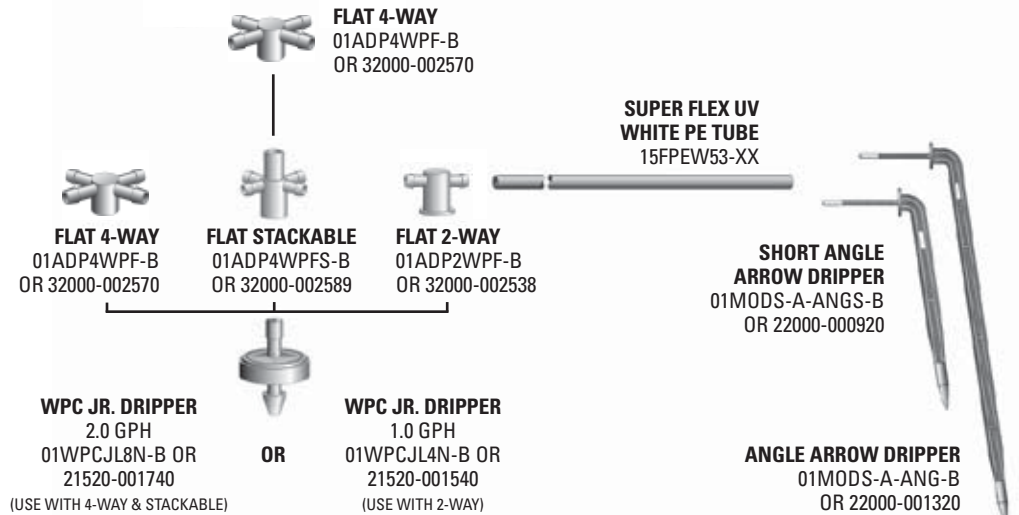 FLAT 4-WAY
01ADP4WPF-B
OR 32000-002570
SUPER FLEX UV
WHITE PE TUBE
15FPEW53-XX
FLAT 4-WAY
01ADP4WPF-B
OR 32000-002570
FLAT STACKABLE
01ADP4WPFS-B
OR 32000-002589
FLAT 2-WAY
01ADP2WPF-B
OR 32000-002538
SHORT ANGLE
ARROW DRIPPER
01MODS-A-ANGS-B
OR 22000-000920
WPC JR. DRIPPER
2.0 GPH
01WPCJL8N-B OR
21520-001740
(USE WITH 4-WAY & STACKABLE)
OR
WPC JR. DRIPPER
1.0 GPH
01WPCJL4N-B OR
21520-001540
(USE WITH 2-WAY)
ANGLE ARROW DRIPPER
01MODS-A-ANG-B
OR 22000-001320